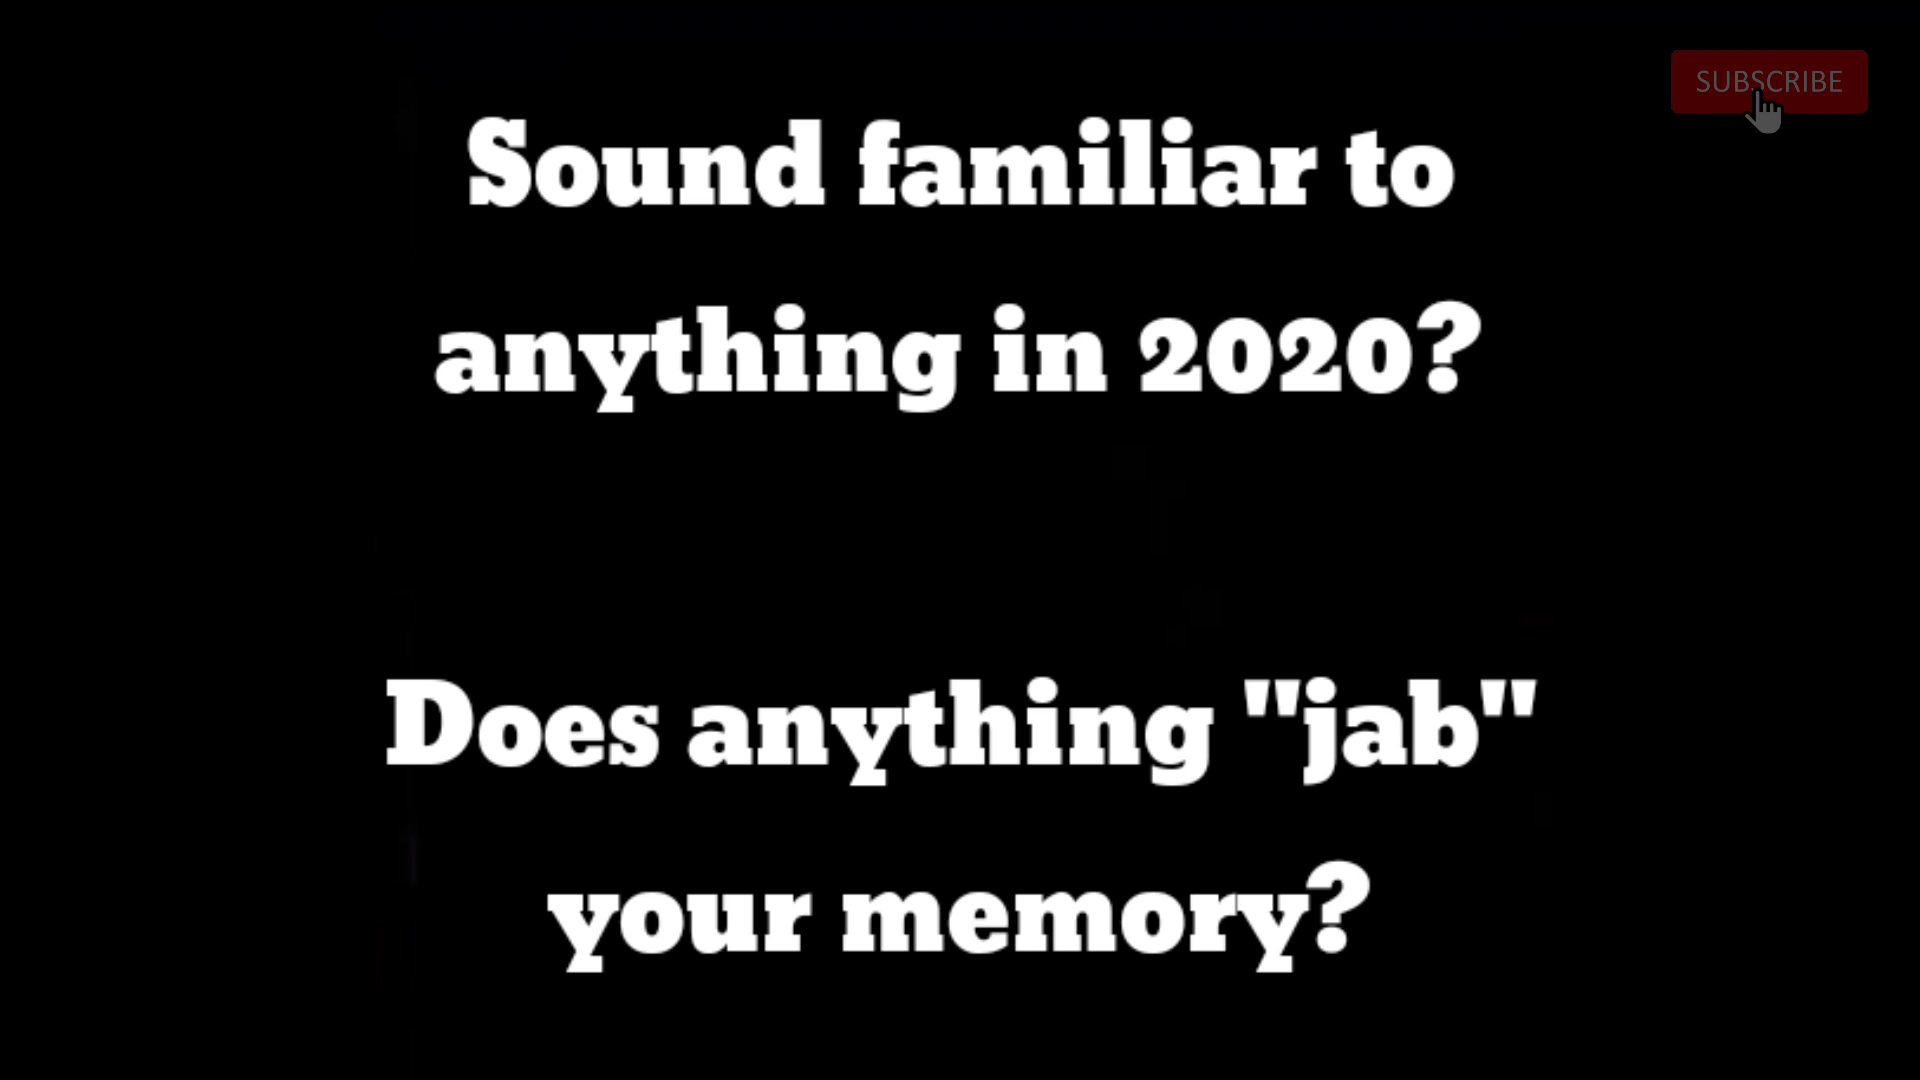 SUBSCRIBE
Sound familiar to
anything in 2020?
Does anything "jab"
your memory?